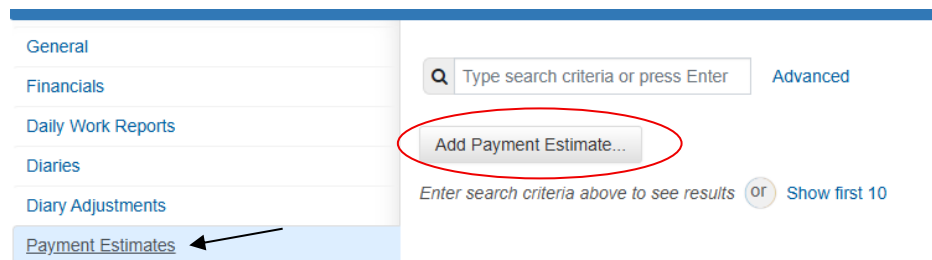 General
Financials
Daily Work Reports
Diaries
Diary Adjustments
Payment Estimates
Type search criteria or press Enter
Advanced
Add Payment Estimate...
Enter search criteria above to see results or Show first 10